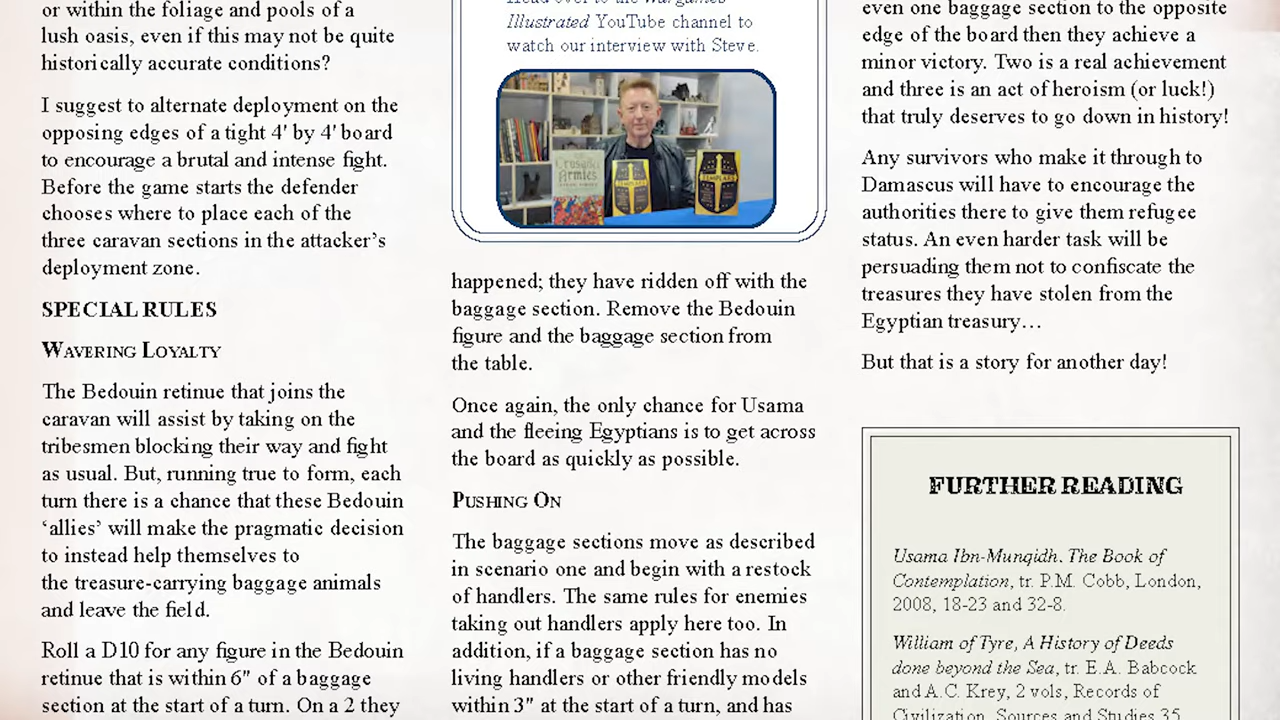 or within the foliage and pools of a
lush oasis, even if this may not be quite
historically accurate conditions?
I suggest to alternate deployment on the
opposing edges of a tight 4' by 4' board
to encourage a brutal and intense fight.
Before the game starts the defender
chooses where to place each of the
three caravan sections in the attacker's
deployment zone.
SPECIAL RULES
WAVERING LOYALTY
The Bedouin retinue that joins the
caravan will assist by taking on the
tribesmen blocking their way and fight
as usual. But, running true to form, each
turn there is a chance that these Bedouin
‘allies’ will make the pragmatic decision
to instead help themselves to
the treasure-carrying baggage animals
and leave the field.
Roll a D10 for any figure in the Bedouin
retinue that is within 6" of a baggage
section at the start of a turn. On a 2 they
Head over to the Wargames
Illustrated YouTube channel to
watch our interview with Steve.
Crusader
Armies
TEMPLARS
TEMPLARS
happened; they have ridden off with the
baggage section. Remove the Bedouin
figure and the baggage section from
the table.
Once again, the only chance for Usama
and the fleeing Egyptians is to get across
the board as quickly as possible.
PUSHING ON
The baggage sections move as described
in scenario one and begin with a restock
of handlers. The same rules for enemies
taking out handlers apply here too. In
addition, if a baggage section has no
living handlers or other friendly models
within 3" at the start of a turn, and has
even one baggage section to the opposite
edge of the board then they achieve a
minor victory. Two is a real achievement
and three is an act of heroism (or luck!)
that truly deserves to go down in history!
Any survivors who make it through to
Damascus will have to encourage the
authorities there to give them refugee
status. An even harder task will be
persuading them not to confiscate the
treasures they have stolen from the
Egyptian treasury…
But that is a story for another day!
FURTHER READING
Usama Ibn-Munqidh. The Book of
Contemplation, tr. P.M. Cobb, London,
2008, 18-23 and 32-8.
William of Tyre, A History of Deeds
done beyond the Sea, tr. E.A. Babcock
and A.C. Krey, 2 vols, Records of
Civilization, Sources and Studies 35,